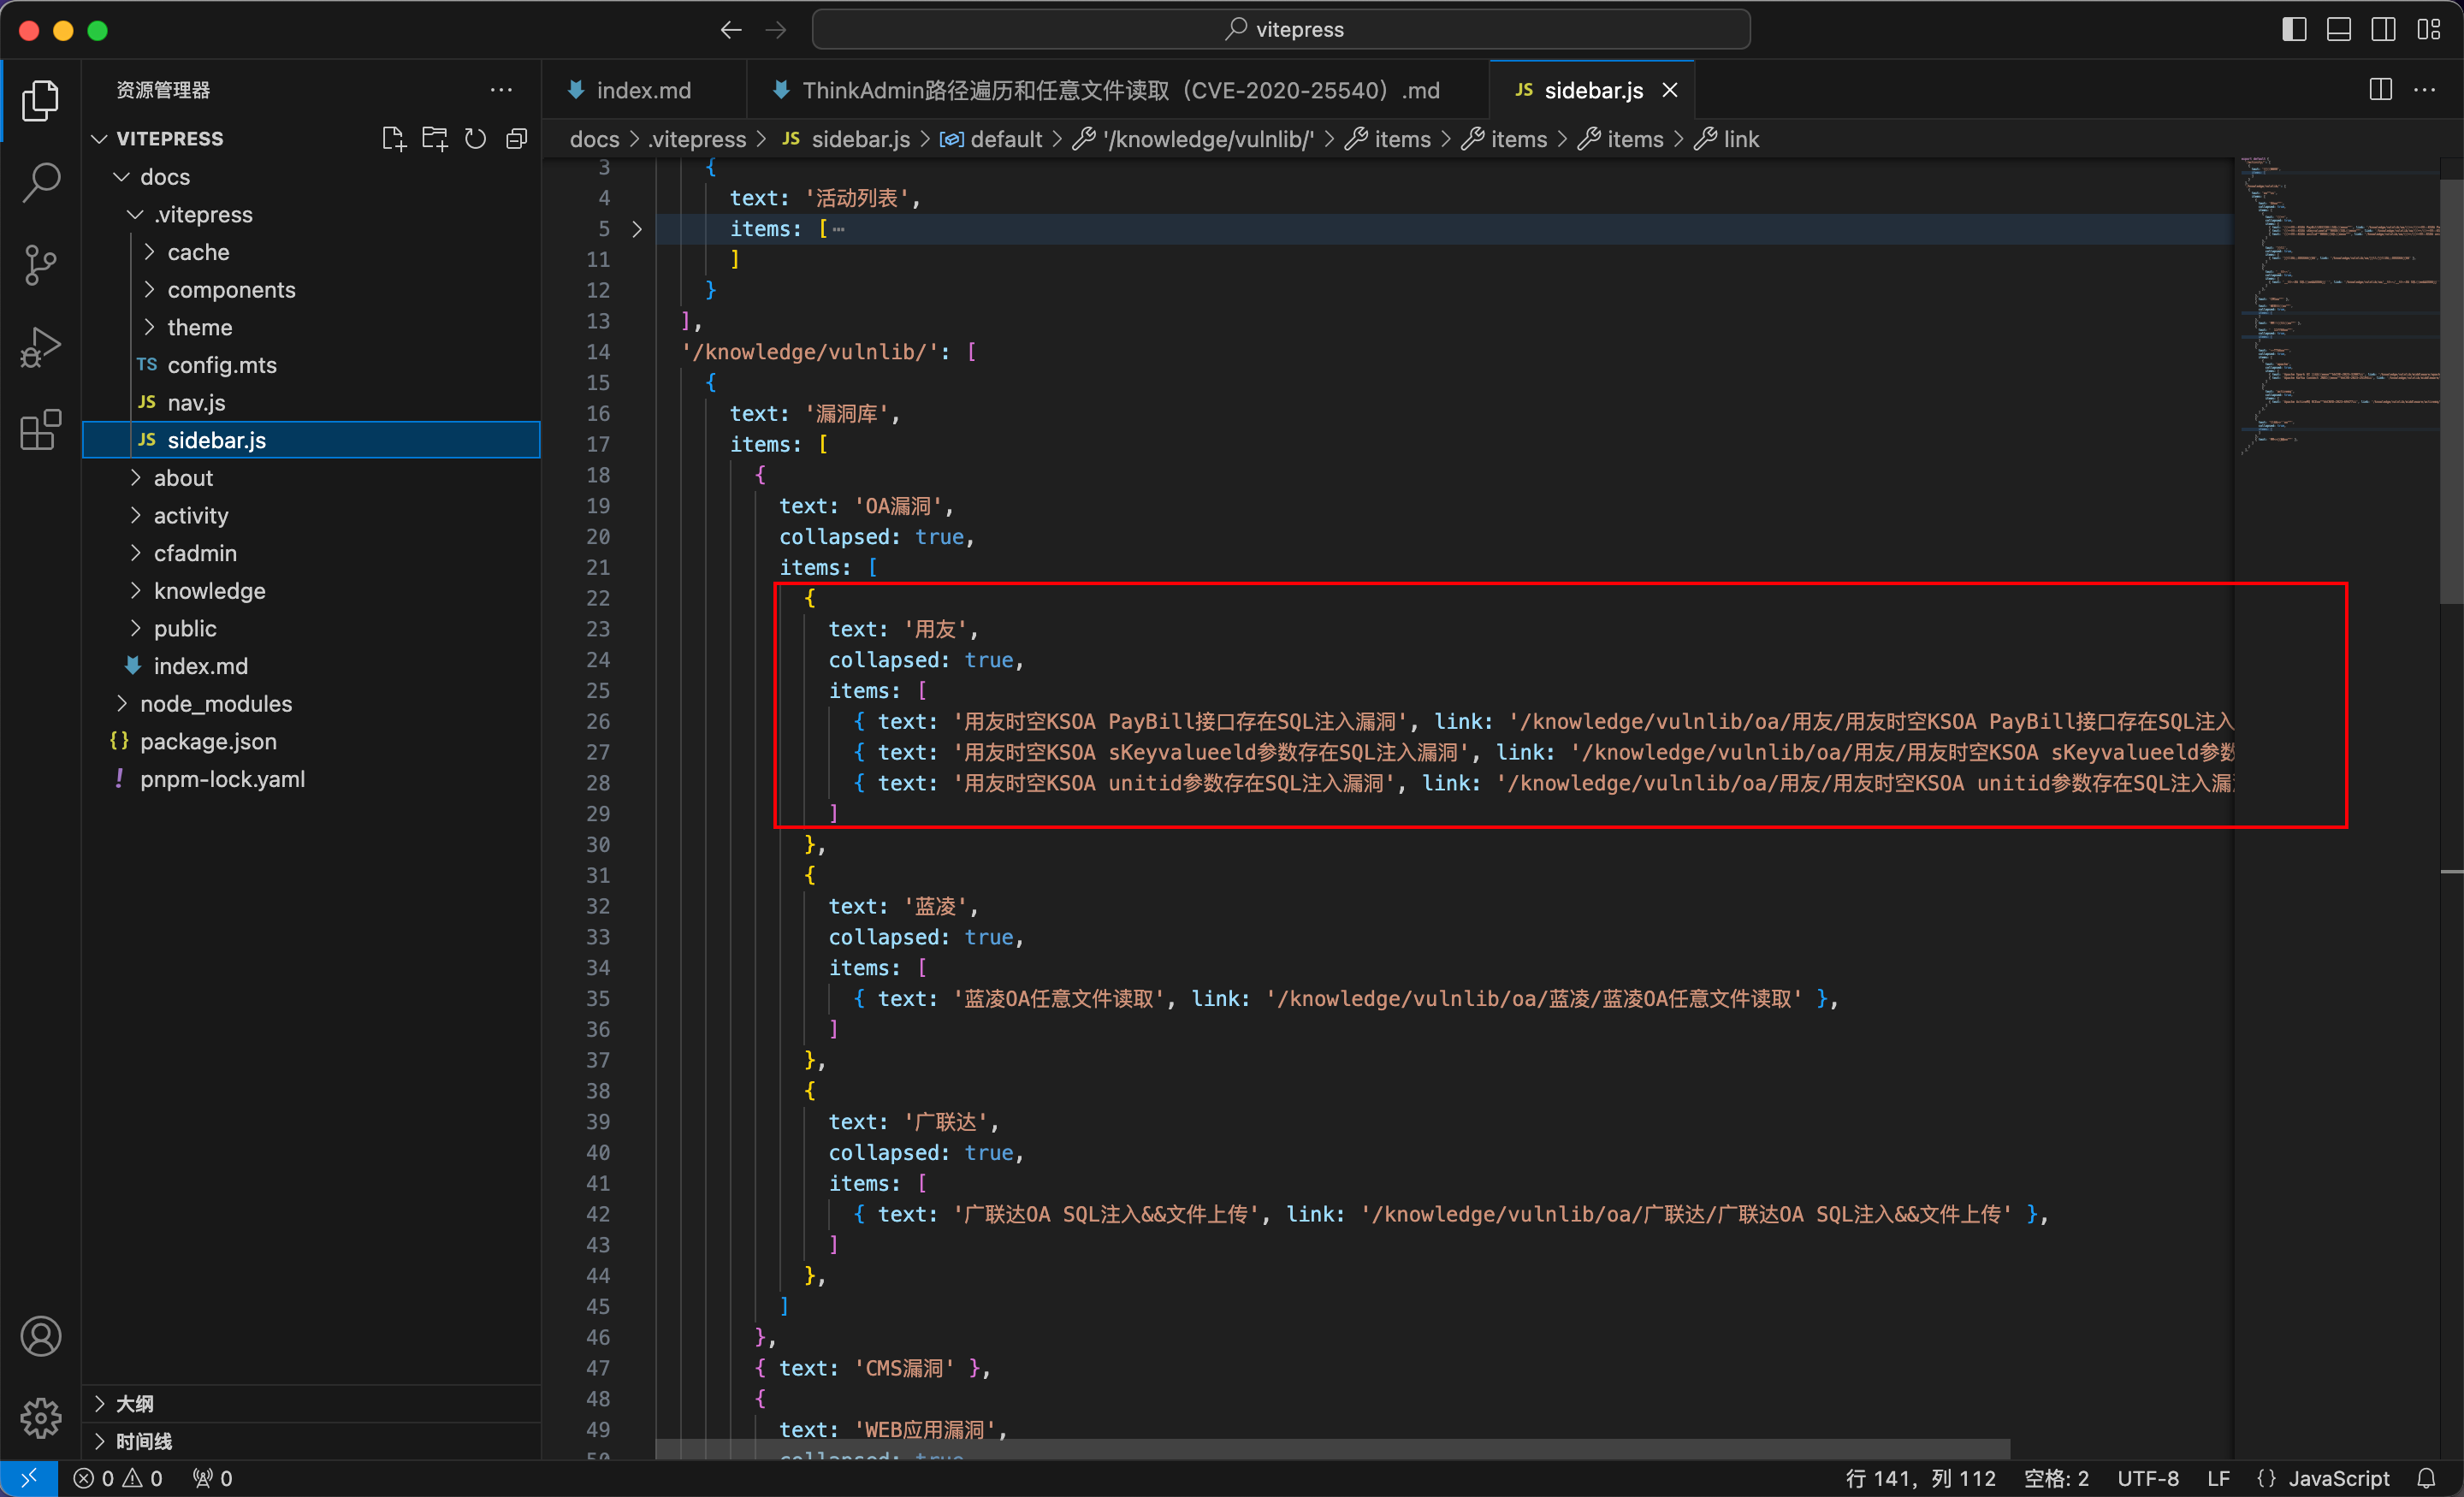 vitepress
资源管理器
VITEPRESS
docs
.vitepress
cache
components
theme
TS config.mts
JS nav.js
JS sidebar.js
about
activity
cfadmin
knowledge
public
index.md
node_modules
{} package.json
! pnpm-lock.yaml
大纲
时间线
index.md
ThinkAdmin路径遍历和任意文件读取（CVE-2020-25540）.md
JS sidebar.js
docs > .vitepress > JS sidebar.js > default > '/knowledge/vulnlib/' > items > items > items > link
3 {
4 text: '活动列表',
5 items: [⋯
11 ]
12 }
13 ],
14 '/knowledge/vulnlib/': [
15 {
16 text: '漏洞库',
17 items: [
18 {
19 text: 'OA漏洞',
20 collapsed: true,
21 items: [
22 {
23 text: '用友',
24 collapsed: true,
25 items: [
26 { text: '用友时空KSOA PayBill接口存在SQL注入漏洞', link: '/knowledge/vulnlib/oa/用友/用友时空KSOA PayBill接口存在SQL注入
27 { text: '用友时空KSOA sKeyvalueeld参数存在SQL注入漏洞', link: '/knowledge/vulnlib/oa/用友/用友时空KSOA sKeyvalueeld参数
28 { text: '用友时空KSOA unitid参数存在SQL注入漏洞', link: '/knowledge/vulnlib/oa/用友/用友时空KSOA unitid参数存在SQL注入漏
29 ]
30 },
31 {
32 text: '蓝凌',
33 collapsed: true,
34 items: [
35 { text: '蓝凌OA任意文件读取', link: '/knowledge/vulnlib/oa/蓝凌/蓝凌OA任意文件读取' },
36 ]
37 },
38 {
39 text: '广联达',
40 collapsed: true,
41 items: [
42 { text: '广联达OA SQL注入&&文件上传', link: '/knowledge/vulnlib/oa/广联达/广联达OA SQL注入&&文件上传' },
43 ]
44 },
45 ]
46 },
47 { text: 'CMS漏洞' },
48 {
49 text: 'WEB应用漏洞',
50 collapsed: true
0 0 0
行 141，列 112 空格: 2 UTF-8 LF {} JavaScript